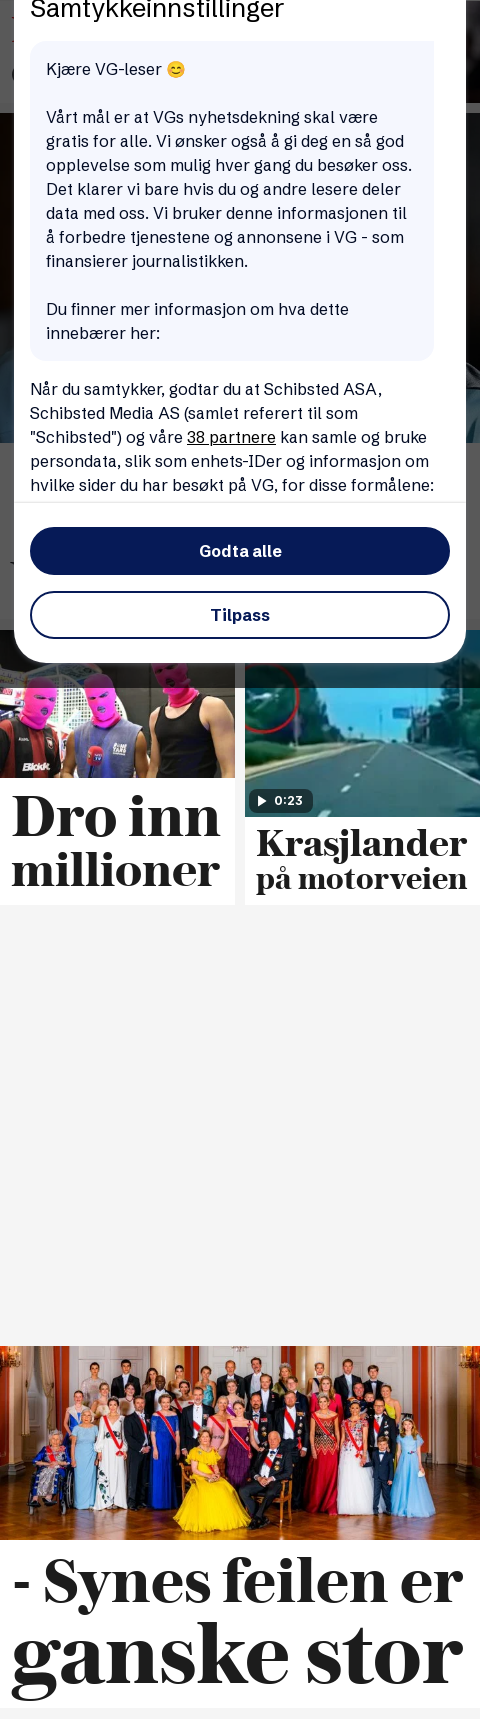 Samtykkeinnstillinger
Kjære VG-leser 😊
Vårt mål er at VGs nyhetsdekning skal være
gratis for alle. Vi ønsker også å gi deg en så god
opplevelse som mulig hver gang du besøker oss.
Det klarer vi bare hvis du og andre lesere deler
data med oss. Vi bruker denne informasjonen til
å forbedre tjenestene og annonsene i VG - som
finansierer journalistikken.
Du finner mer informasjon om hva dette
innebærer her:
Når du samtykker, godtar du at Schibsted ASA,
Schibsted Media AS (samlet referert til som
"Schibsted") og våre 38 partnere kan samle og bruke
persondata, slik som enhets-IDer og informasjon om
hvilke sider du har besøkt på VG, for disse formålene:
Godta alle
Tilpass
0:23
Dro inn
millioner
Krasjlander
på motorveien
- Synes feilen er
ganske stor